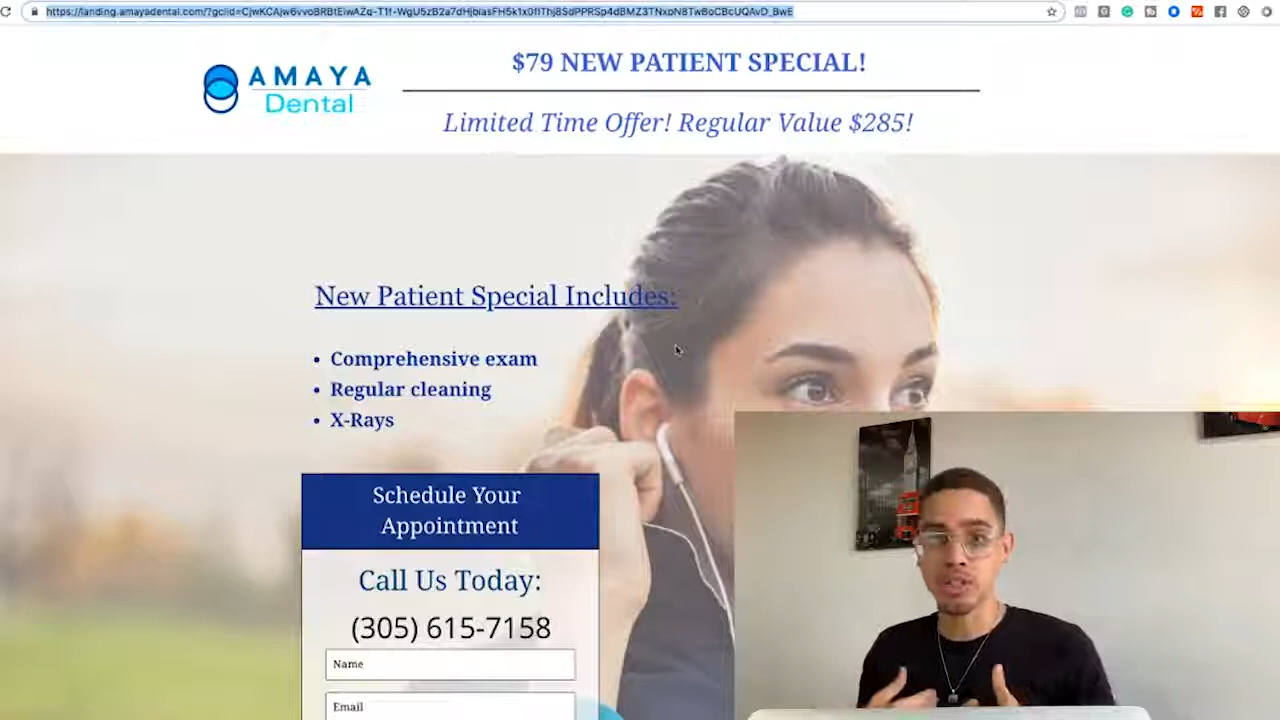 $79 NEW PATIENT SPECIAL!
AMAYA
Dental
Limited Time Offer! Regular Value $285!
New Patient Special Includes:
• Comprehensive exam
• Regular cleaning
• X-Rays
Schedule Your
Appointment
Call Us Today:
(305) 615-7158
Name
Email